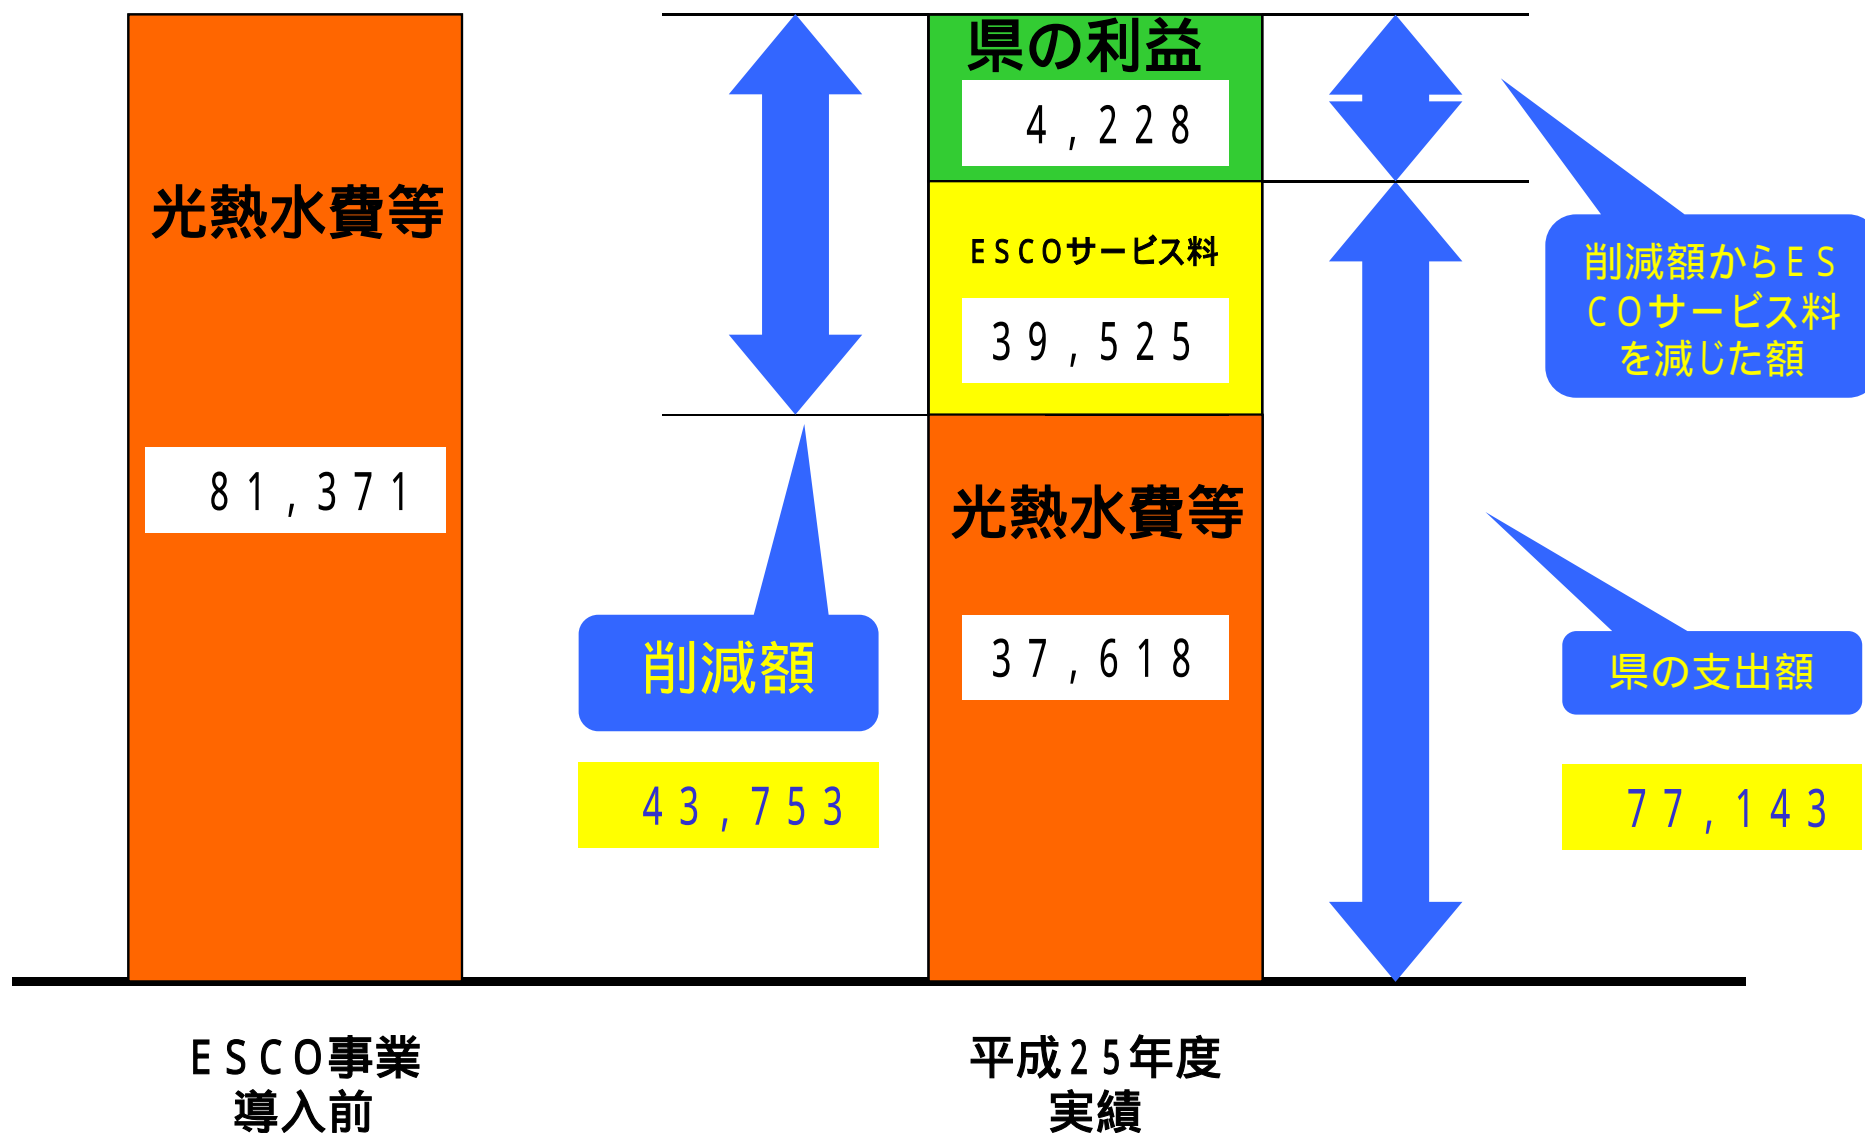 光熱水費等
８１,３７１
ＥＳＣＯ事業
導入前
削減額
４３,７５３
県の利益
４,２２８
ＥＳＣＯサービス料
３９,５２５
光熱水費等
３７,６１８
平成２５年度
実績
削減額からＥＳ
ＣＯサービス料
を減じた額
県の支出額
７７,１４３